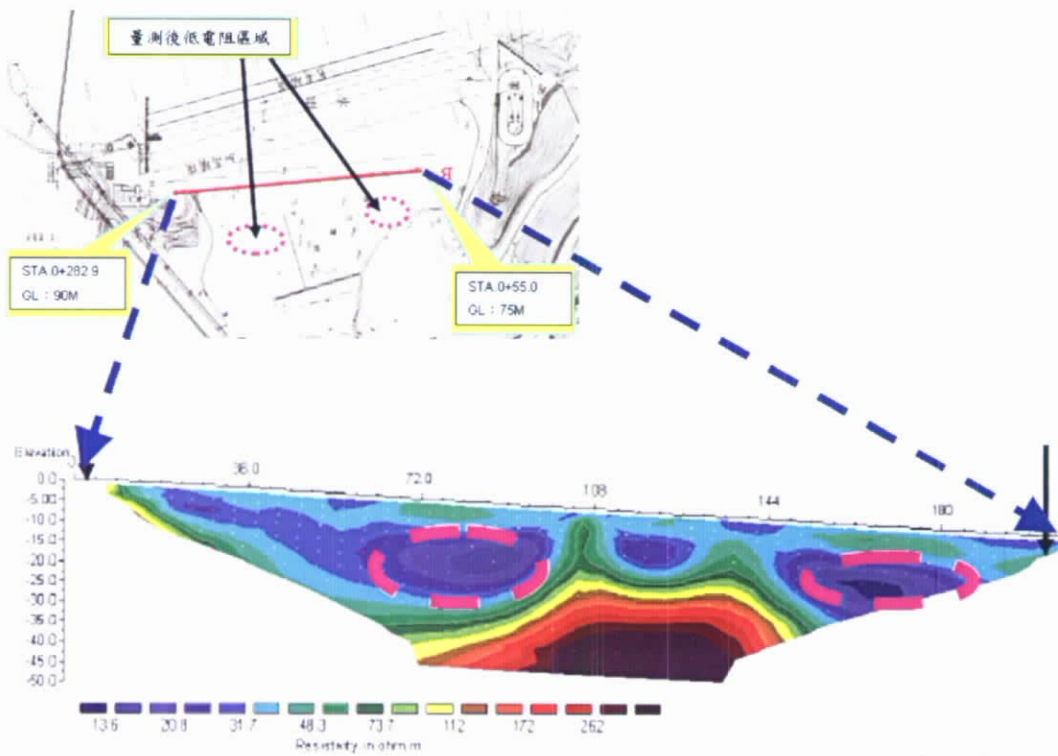 量測後低電阻區域
B
STA.0+282.9
GL：90M
STA.0+55.0
GL：75M
Elevation
36.0
72.0
108
144
180
0.0
-5.00
-10.0
-15.0
-20.0
-25.0
-30.0
-35.0
-40.0
-45.0
-50.0
13.6 20.8 31.7 48.3 73.7 112 172 262
Resistivity in ohm.m